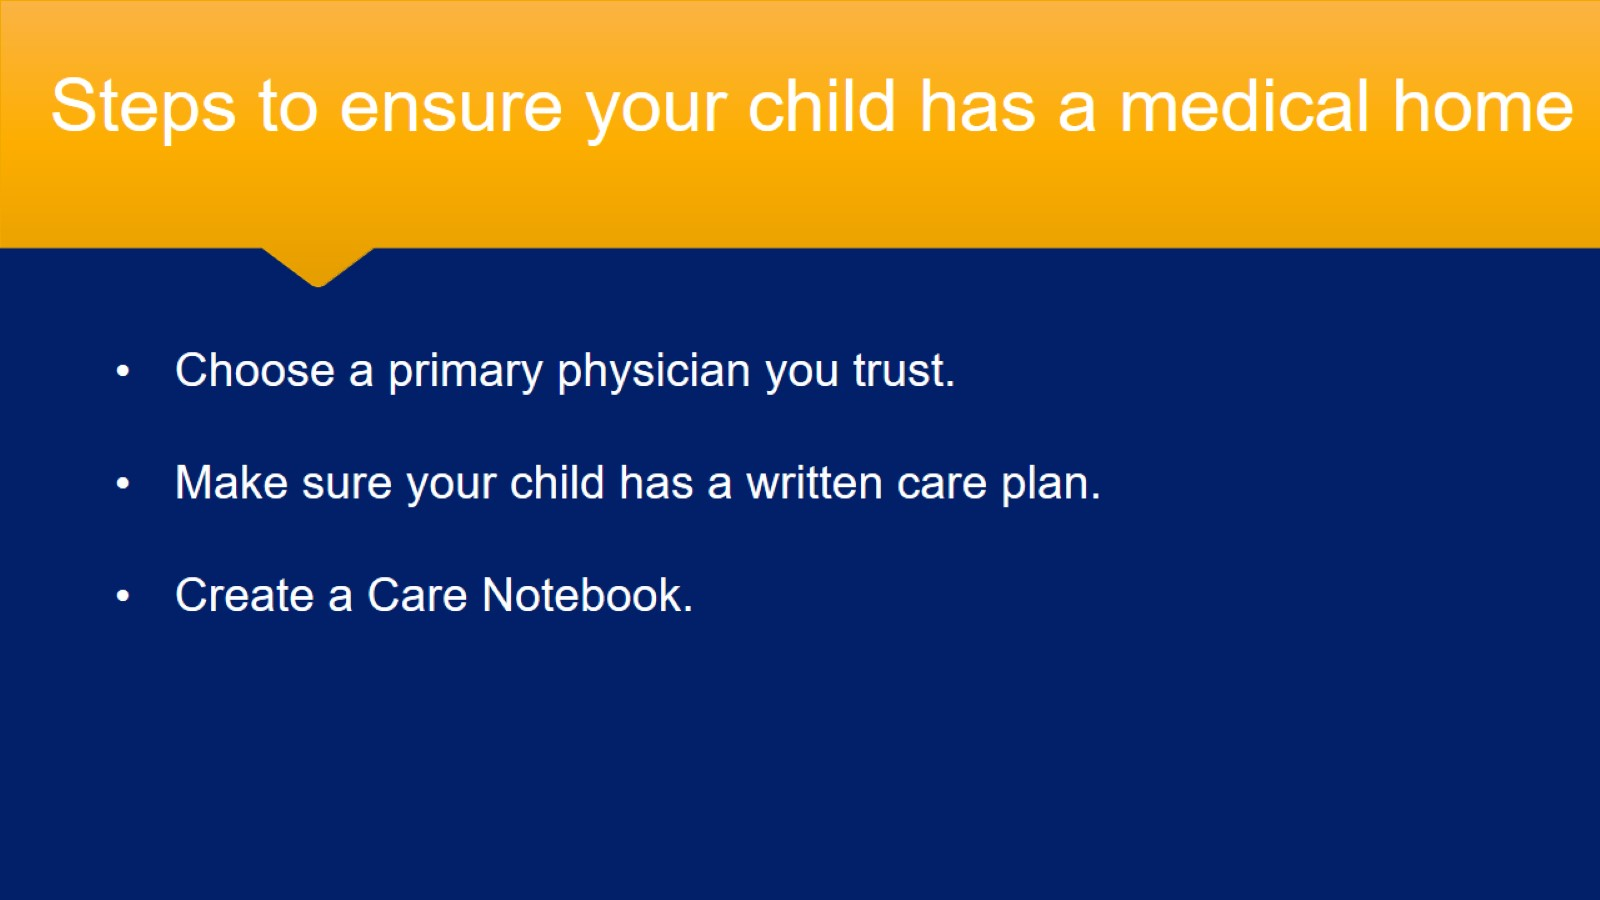 Steps to ensure your child has a medical home
• Choose a primary physician you trust.
• Make sure your child has a written care plan.
• Create a Care Notebook.